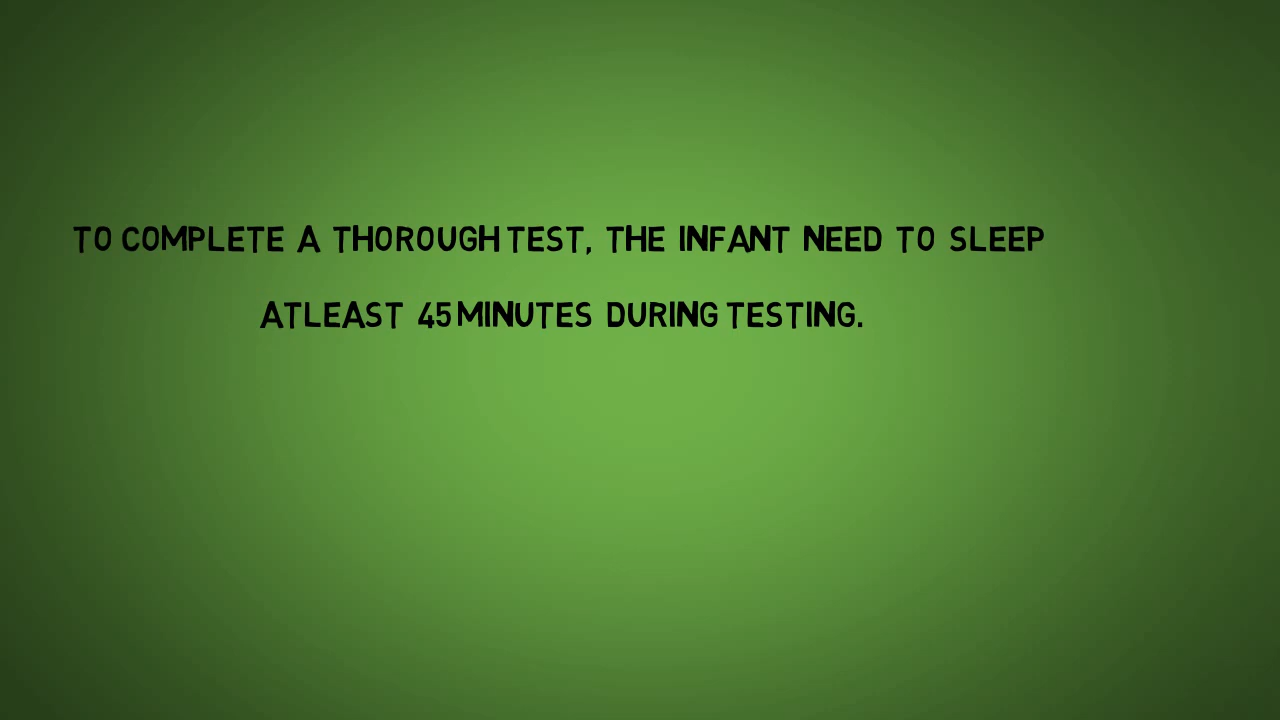 TO COMPLETE A THOROUGH TEST, THE INFANT NEED TO SLEEP
ATLEAST 45 MINUTES DURING TESTING.